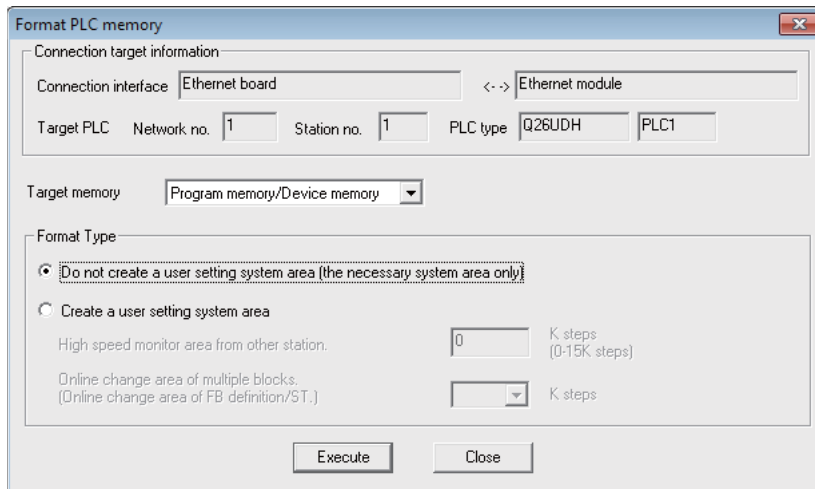 Format PLC memory
Connection target information
Connection interface Ethernet board <--> Ethernet module
Target PLC Network no. 1 Station no. 1 PLC type Q26UDH PLC1
Target memory Program memory/Device memory
Format Type
Do not create a user setting system area (the necessary system area only)
Create a user setting system area
High speed monitor area from other station. 0 K steps
(0-15K steps)
Online change area of multiple blocks.
(Online change area of FB definition/ST.) K steps
Execute Close